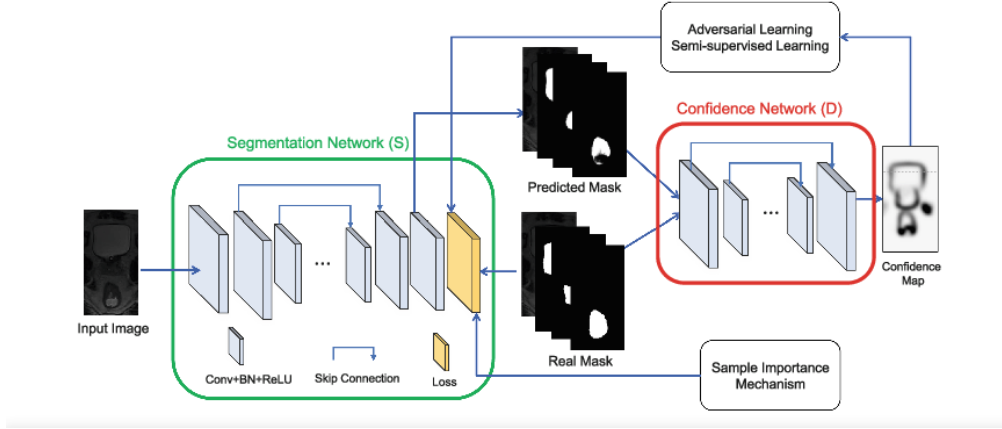 Adversarial Learning
Semi-supervised Learning
Confidence Network (D)
Segmentation Network (S)
Predicted Mask
...
...
Confidence
Map
Input Image
Real Mask
Conv+BN+ReLU
Skip Connection
Loss
Sample Importance
Mechanism